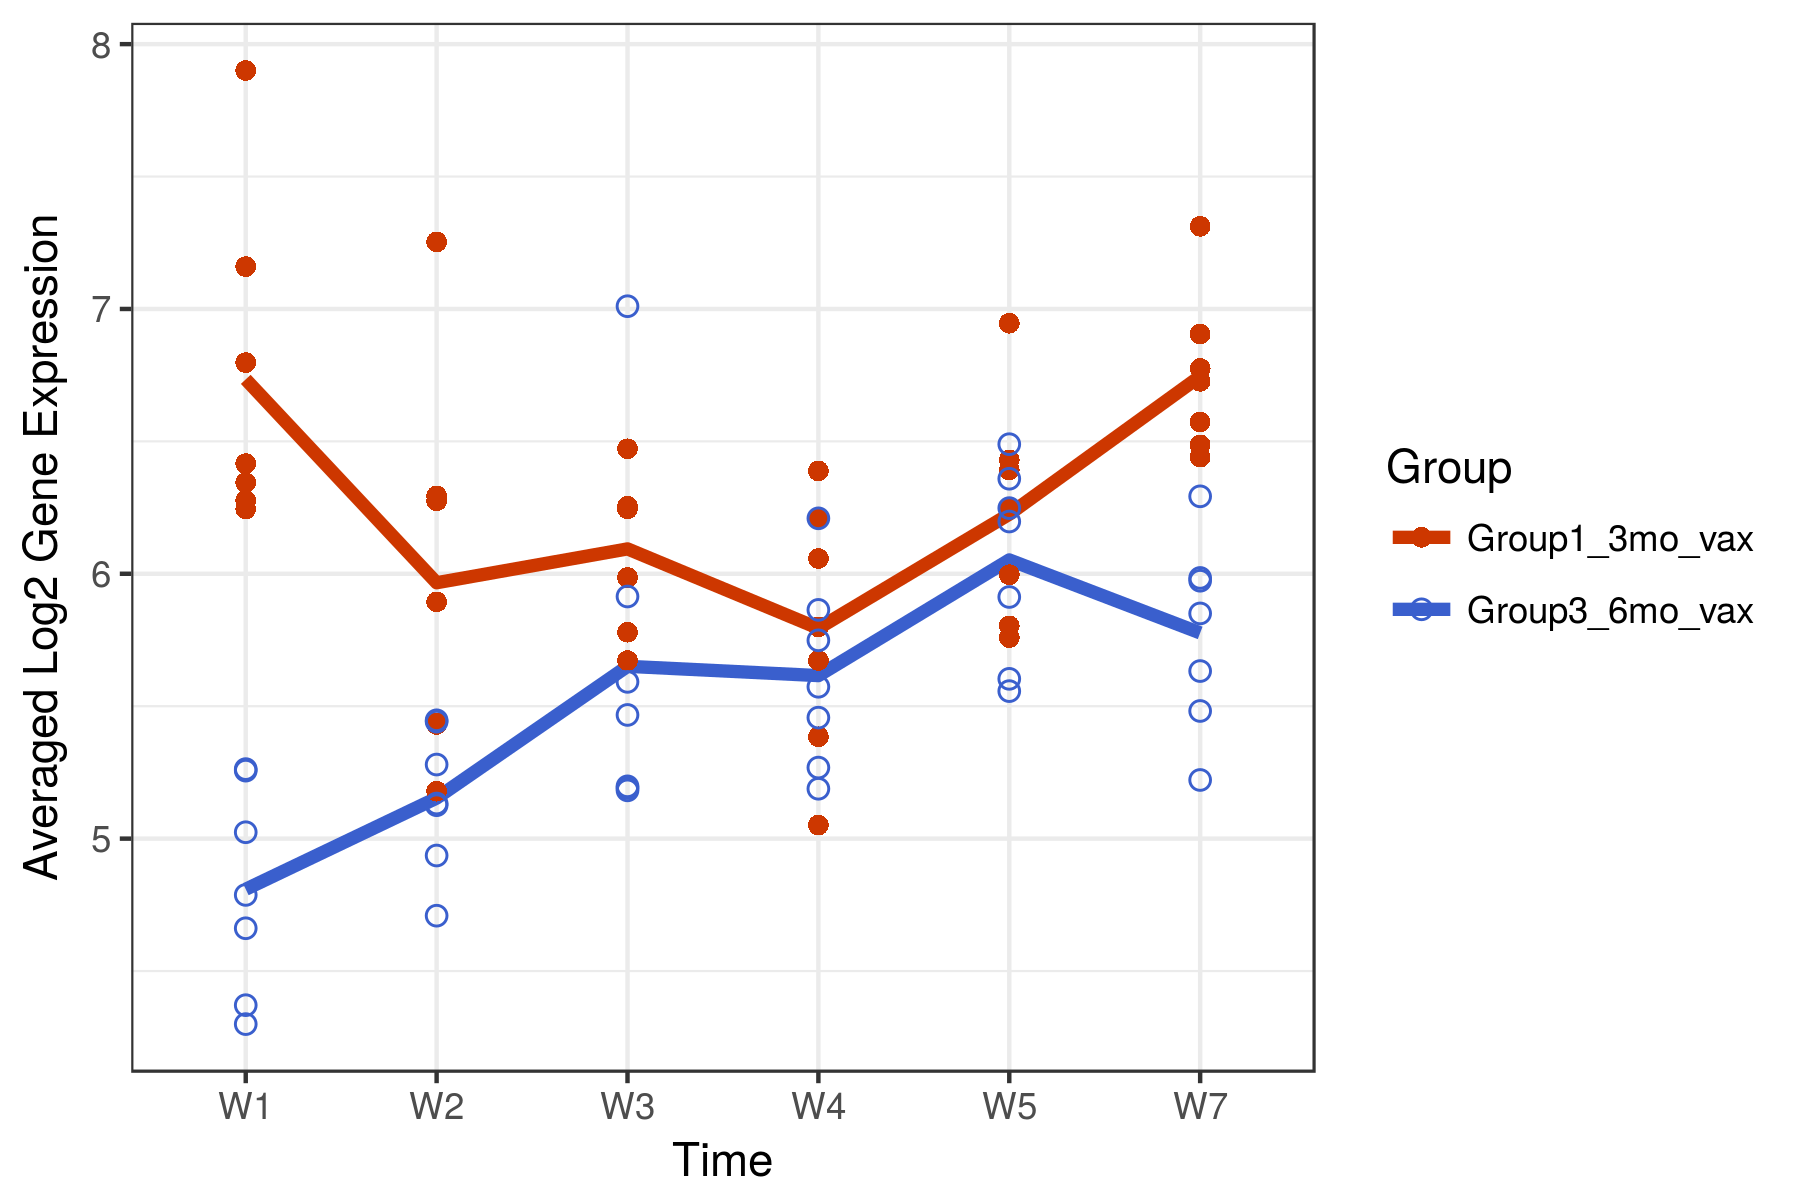 Averaged Log2 Gene Expression
8
7
6
5
W1 W2 W3 W4 W5 W7
Time
Group
Group1_3mo_vax
Group3_6mo_vax